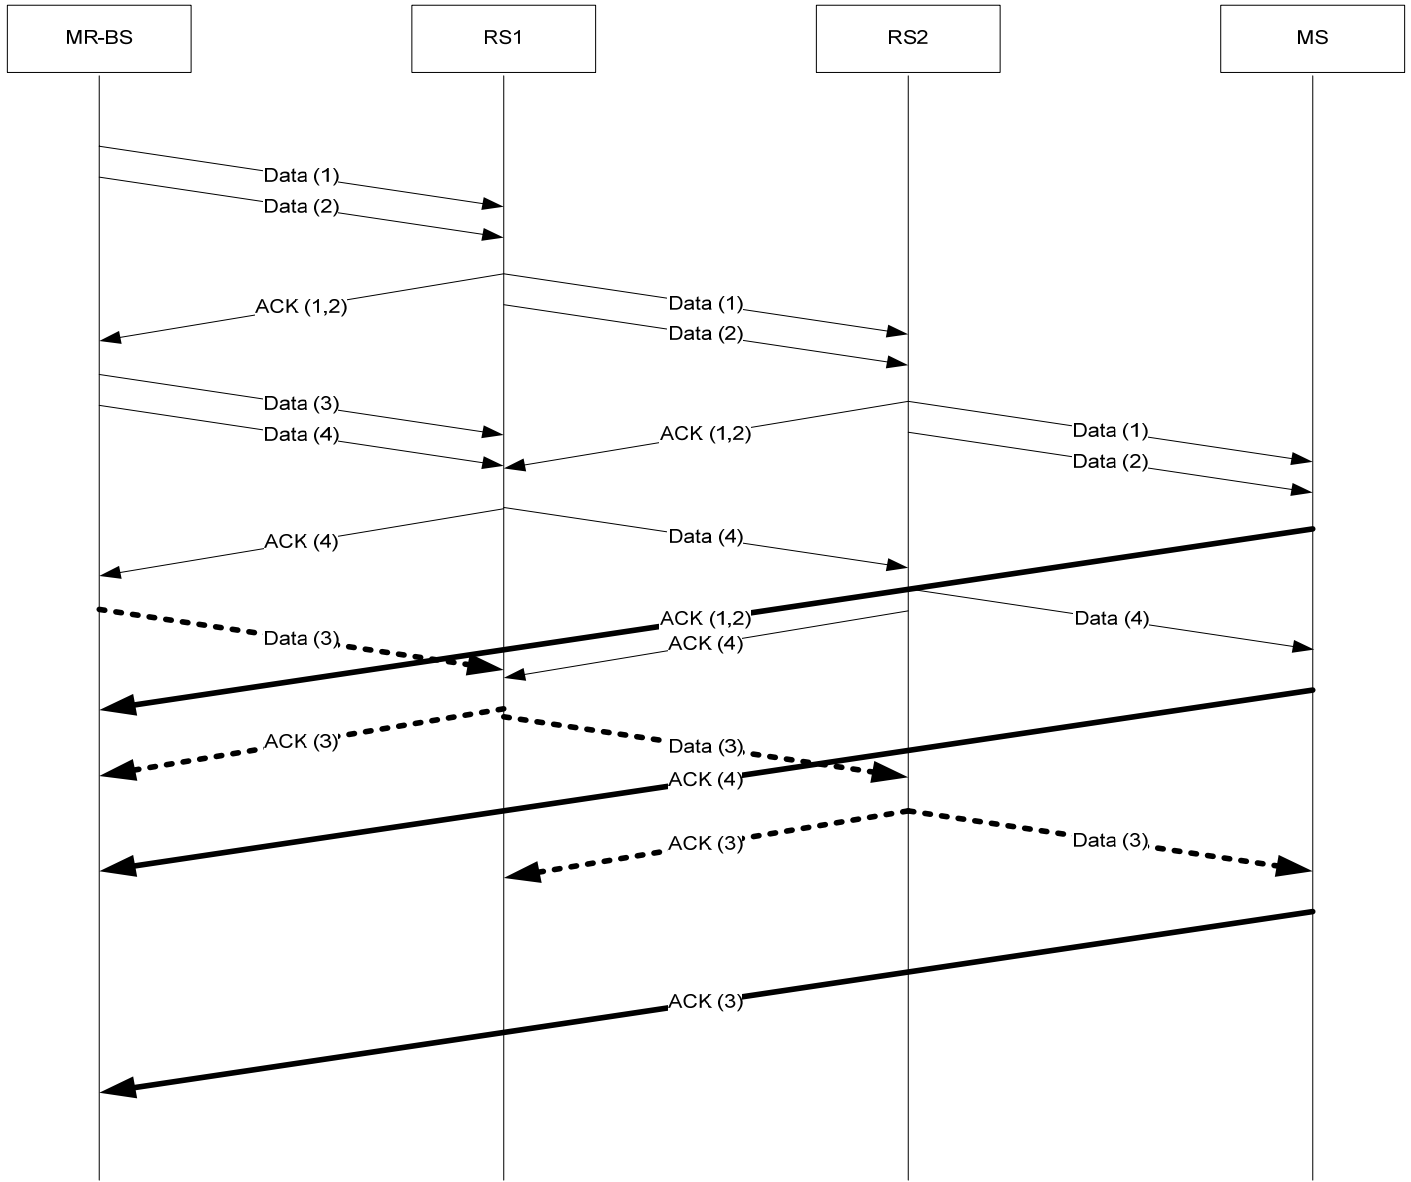 MR-BS
RS1
RS2
MS
Data (1)
Data (2)
ACK (1,2)
Data (1)
Data (2)
Data (3)
Data (4)
ACK (1,2)
Data (1)
Data (2)
ACK (4)
Data (4)
ACK (1,2)
Data (4)
Data (3)
ACK (4)
ACK (3)
Data (3)
ACK (4)
ACK (3)
Data (3)
ACK (3)